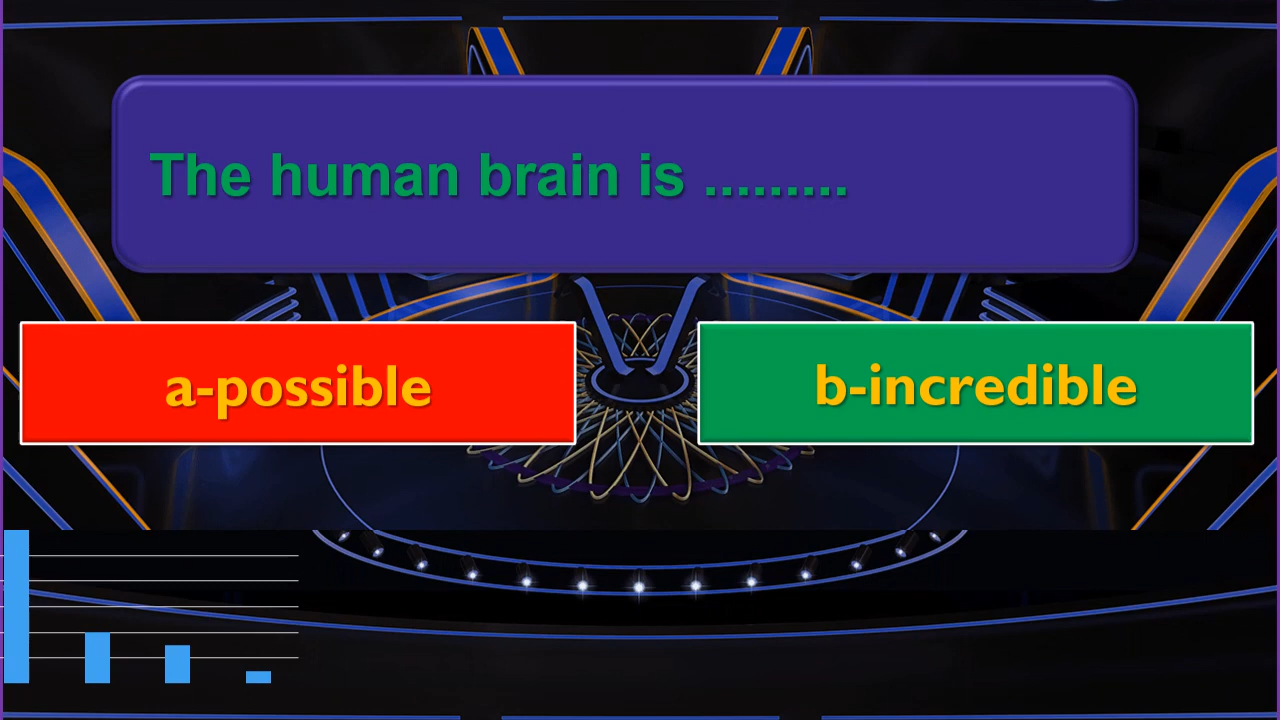 The human brain is .........
a-possible
b-incredible